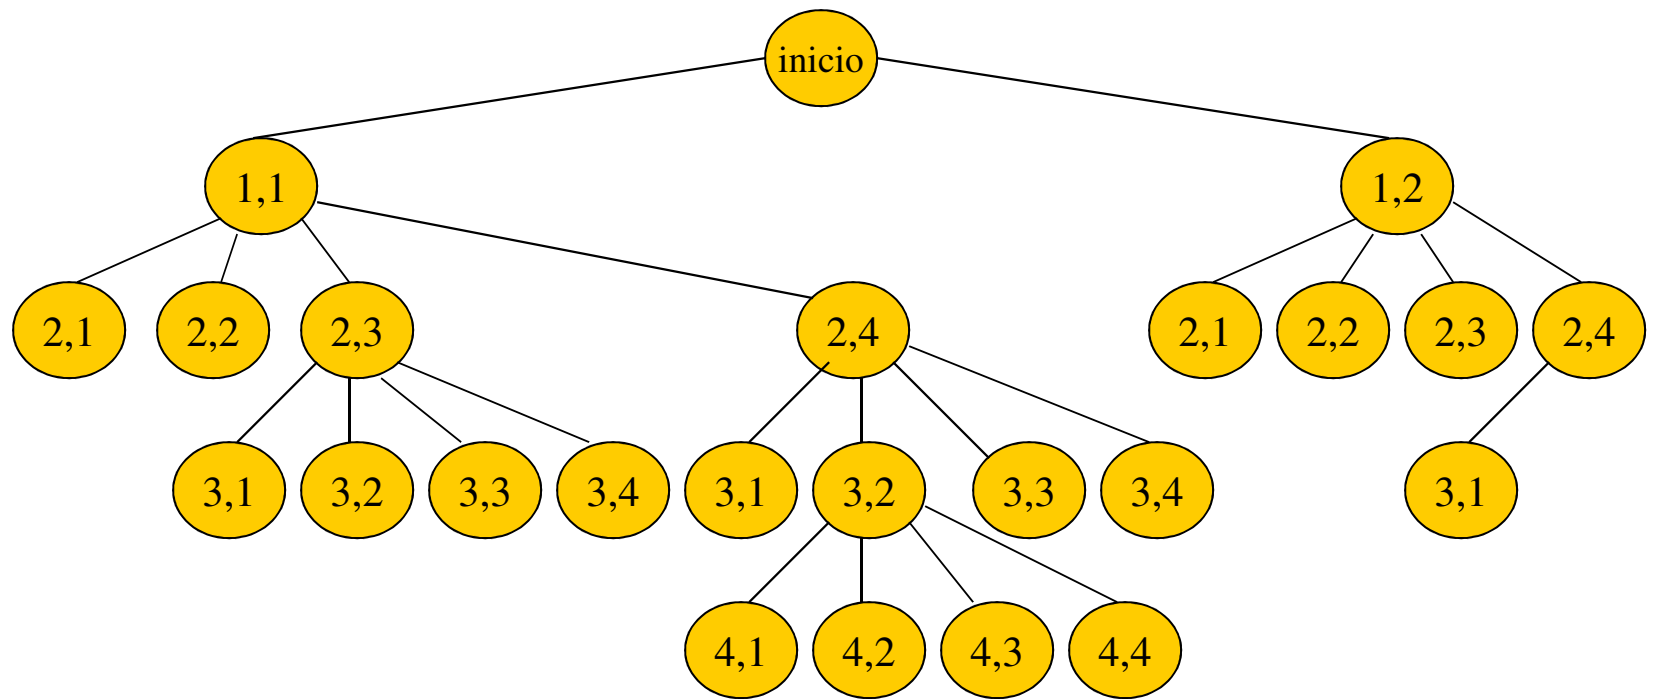 inicio
1,1 1,2
2,1 2,2 2,3 2,4 2,1 2,2 2,3 2,4
3,1 3,2 3,3 3,4 3,1 3,2 3,3 3,4 3,1
4,1 4,2 4,3 4,4